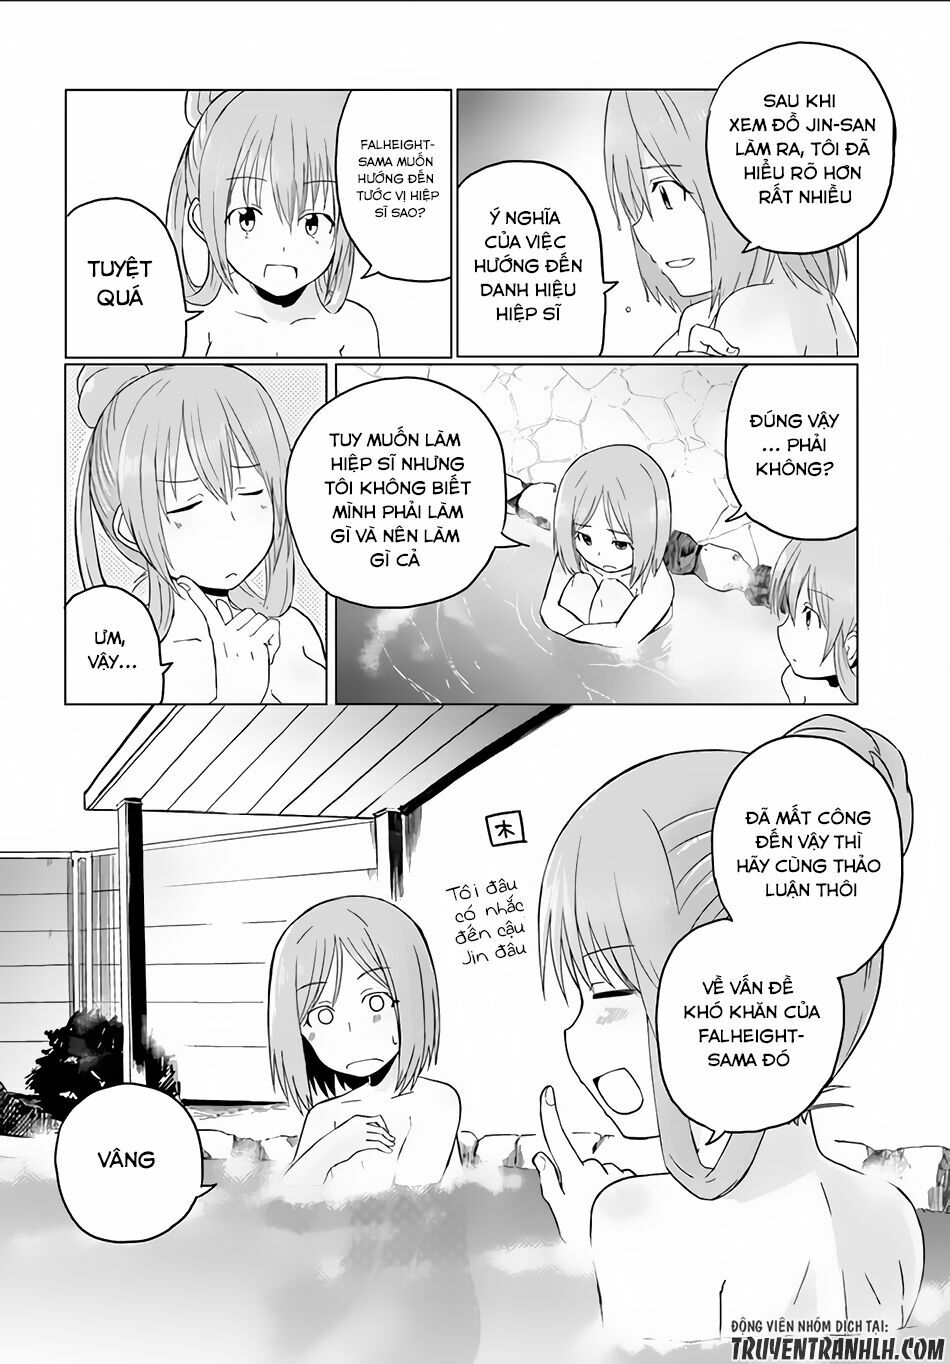 SAU KHI
XEM ĐỒ JIN-SAN
LÀM RA, TÔI ĐÃ
HIỂU RÕ HƠN
RẤT NHIỀU
Ý NGHĨA
CỦA VIỆC
HƯỚNG ĐẾN
DANH HIỆU
HIỆP SĨ
FALHEIGHT-
SAMA MUỐN
HƯỚNG ĐẾN
TƯỚC VỊ HIỆP
SĨ SAO?
TUYỆT
QUÁ
ĐÚNG VẬY
... PHẢI
KHÔNG?
TUY MUỐN LÀM
HIỆP SĨ NHƯNG
TÔI KHÔNG BIẾT
MÌNH PHẢI LÀM
GÌ VÀ NÊN LÀM
GÌ CẢ
ƯM,
VẬY...
ĐÃ MẤT CÔNG
ĐẾN VẬY THÌ
HÃY CÙNG THẢO
LUẬN THÔI
VỀ VẤN ĐỀ
KHÓ KHĂN CỦA
FALHEIGHT-
SAMA ĐÓ
木
Tôi đâu
có nhắc
đến cậu
Jin đâu
VÂNG
ĐỘNG VIÊN NHÓM DỊCH TẠI:
TRUYENTRANHLH.COM